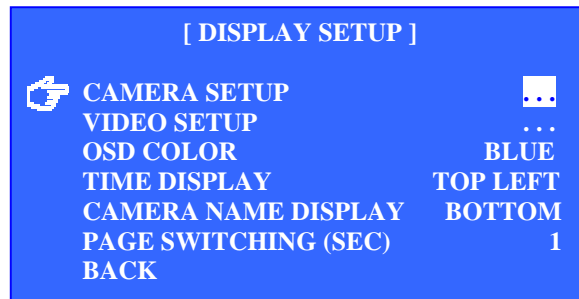 [ DISPLAY SETUP ]
CAMERA SETUP ...
VIDEO SETUP ...
OSD COLOR BLUE
TIME DISPLAY TOP LEFT
CAMERA NAME DISPLAY BOTTOM
PAGE SWITCHING (SEC) 1
BACK